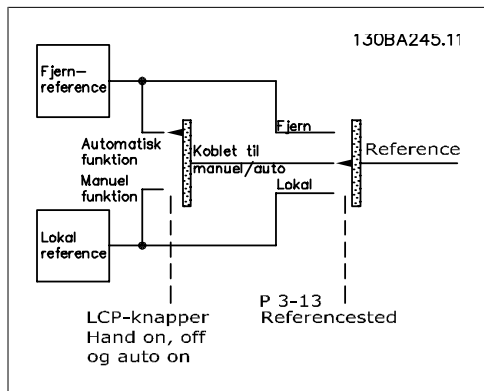 130BA245.11
Fjern-
reference
Fjern
Automatisk
funktion
Koblet til
manuel/auto
Reference
Manuel
funktion
Lokal
Lokal
reference
LCP-knapper
Hand on, off
og auto on
P 3-13
Referencested